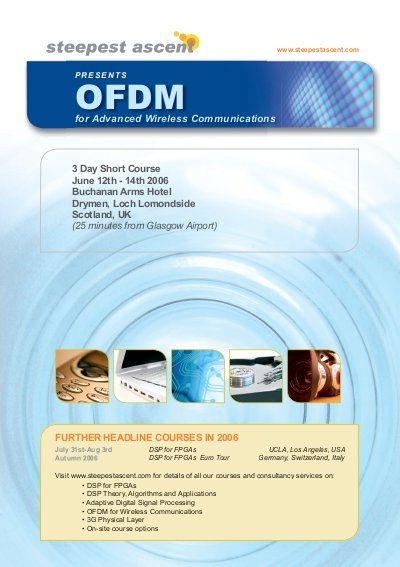 steepest ascent
www.steepestascent.com
PRESENTS
OFDM
for Advanced Wireless Communications
3 Day Short Course
June 12th - 14th 2006
Buchanan Arms Hotel
Drymen, Loch Lomondside
Scotland, UK
(25 minutes from Glasgow Airport)
FURTHER HEADLINE COURSES IN 2006
July 31st-Aug 3rd DSP for FPGAs UCLA, Los Angeles, USA
Autumn 2006 DSP for FPGAs Euro Tour Germany, Switzerland, Italy
Visit www.steepestascent.com for details of all our courses and consultancy services on:
• DSP for FPGAs
• DSP Theory, Algorithms and Applications
• Adaptive Digital Signal Processing
• OFDM for Wireless Communications
• 3G Physical Layer
• On-site course options